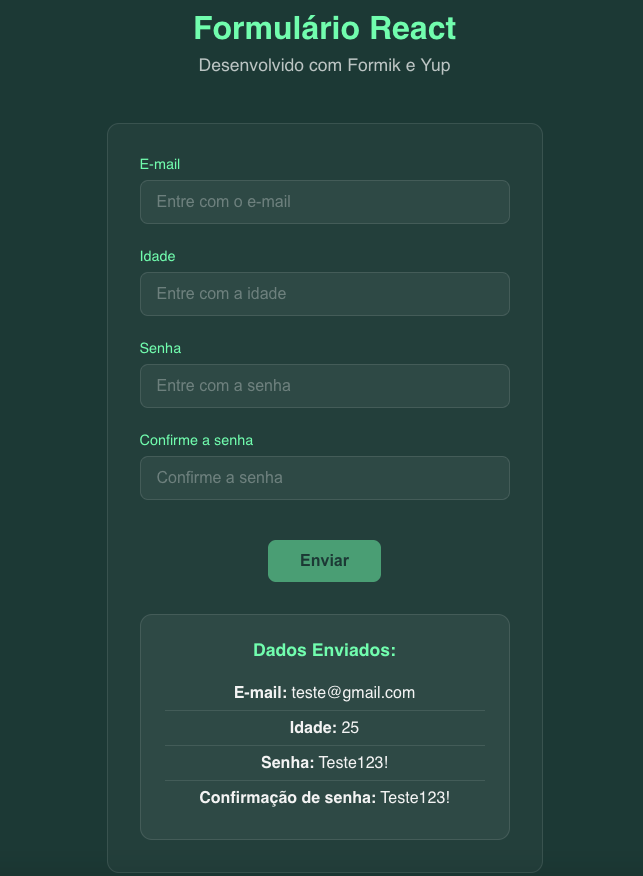 Formulário React
Desenvolvido com Formik e Yup
E-mail
Entre com o e-mail
Idade
Entre com a idade
Senha
Entre com a senha
Confirme a senha
Confirme a senha
Enviar
Dados Enviados:
E-mail: teste@gmail.com
Idade: 25
Senha: Teste123!
Confirmação de senha: Teste123!